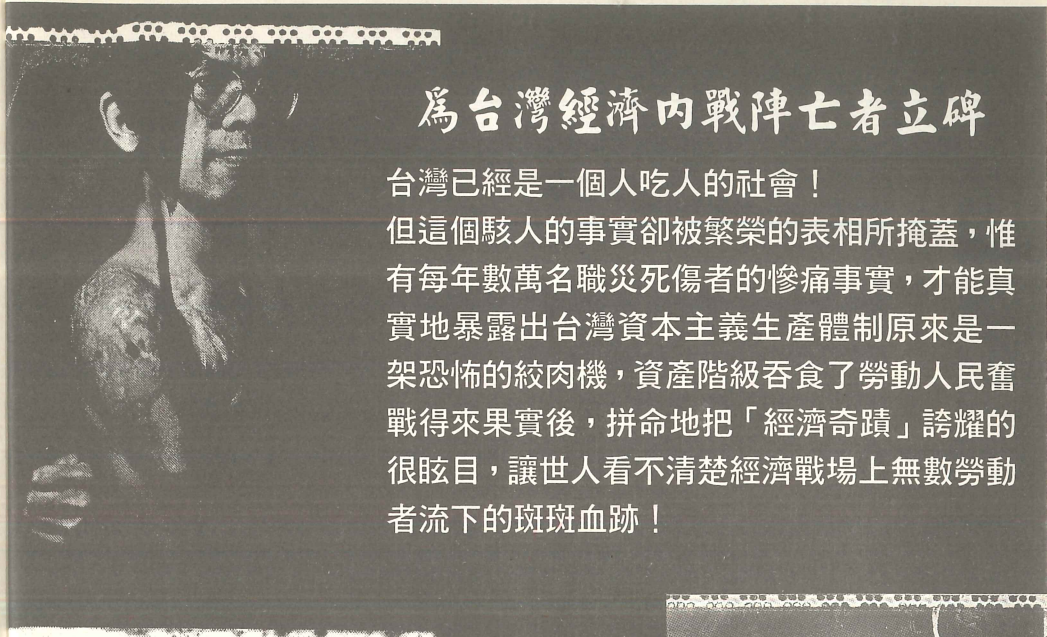 為台灣經濟內戰陣亡者立碑
台灣已經是一個人吃人的社會！
但這個駭人的事實卻被繁榮的表相所掩蓋，惟
有每年數萬名職災死傷者的慘痛事實，才能真
實地暴露出台灣資本主義生產體制原來是一
架恐怖的絞肉機，資產階級吞食了勞動人民奮
戰得來果實後，拼命地把「經濟奇蹟」誇耀的
很眩目，讓世人看不清楚經濟戰場上無數勞動
者流下的斑斑血跡！